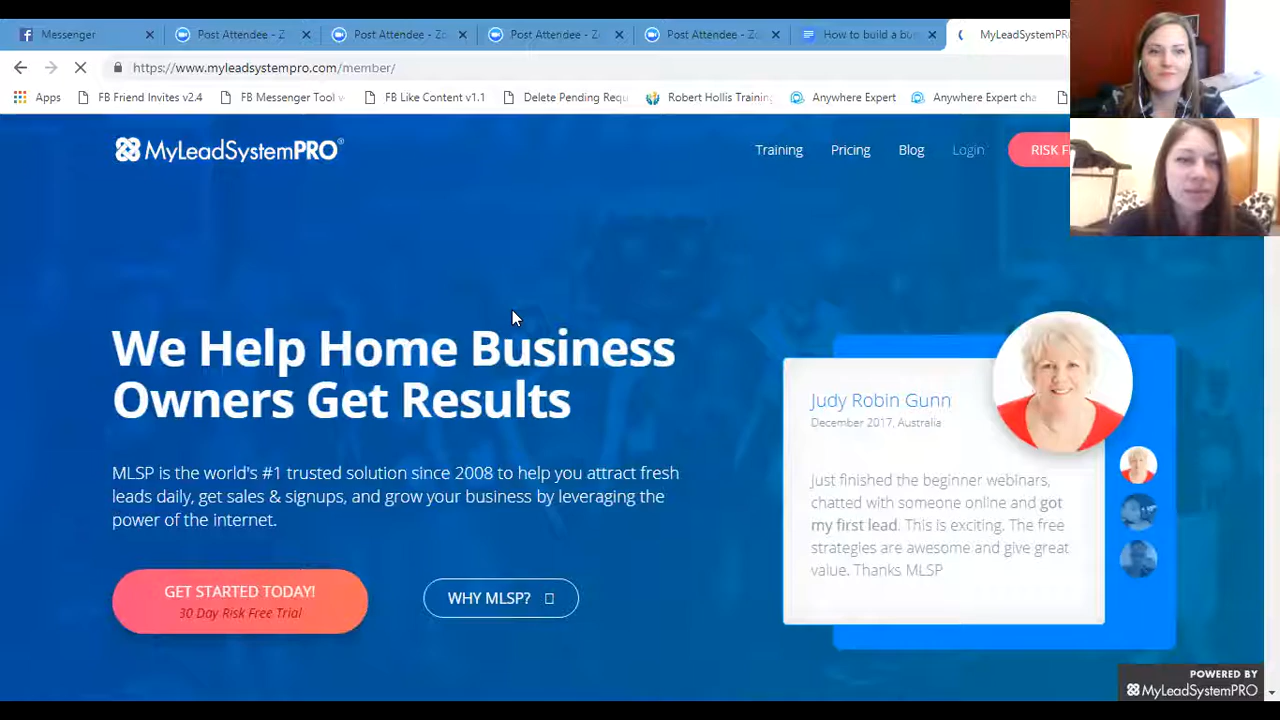 Messenger
Post Attendee - Z
Post Attendee - Zo
Post Attendee - Zo
Post Attendee - Zo
How to build a bus
MyLeadSystemPR
https://www.myleadsystempro.com/member/
Apps
FB Friend Invites v2.4
FB Messenger Tool v
FB Like Content v1.1
Delete Pending Requ
Robert Hollis Training
Anywhere Expert
Anywhere Expert cha
MyLeadSystemPRO®
Training
Pricing
Blog
Login
RISK F
We Help Home Business
Owners Get Results
MLSP is the world's #1 trusted solution since 2008 to help you attract fresh
leads daily, get sales & signups, and grow your business by leveraging the
power of the internet.
GET STARTED TODAY!
30 Day Risk Free Trial
WHY MLSP?
Judy Robin Gunn
December 2017, Australia
Just finished the beginner webinars,
chatted with someone online and got
my first lead. This is exciting. The free
strategies are awesome and give great
value. Thanks MLSP
POWERED BY
MyLeadSystemPRO